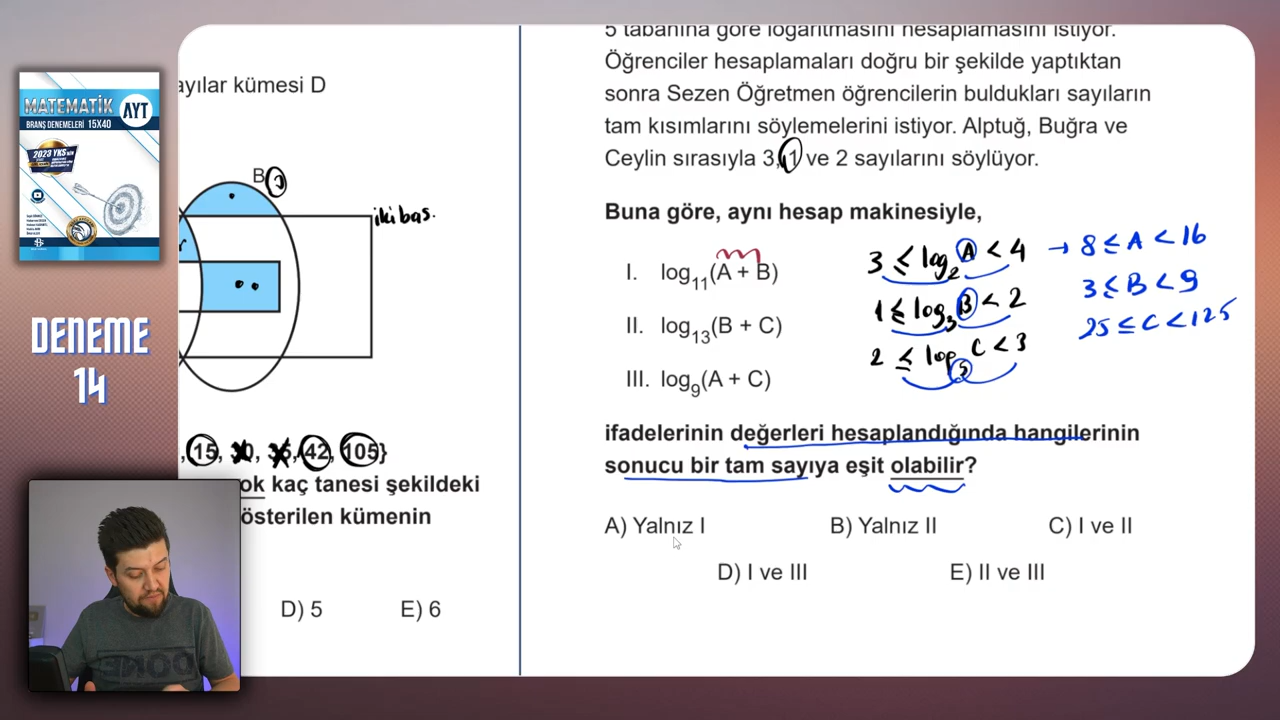 MATEMATİK AYT
BRANŞ DENEMELERİ 15X40
2023 YKS'NİN
DENEME
14
ayılar kümesi D
B
iki bas.
, 15, 30, 35, 42, 105}
ok kaç tanesi şekildeki
österilen kümenin
D) 5 E) 6
5 tabanına göre logaritmasını hesaplamasını istiyor.
Öğrenciler hesaplamaları doğru bir şekilde yaptıktan
sonra Sezen Öğretmen öğrencilerin buldukları sayıların
tam kısımlarını söylemelerini istiyor. Alptuğ, Buğra ve
Ceylin sırasıyla 3, 1 ve 2 sayılarını söylüyor.
Buna göre, aynı hesap makinesiyle,
I. log₁₁(A + B)
II. log₁₃(B + C)
III. log₉(A + C)
3 ≤ log₂ A < 4 → 8 ≤ A < 16
1 ≤ log₃ B < 2 3 ≤ B < 9
2 ≤ log₅ C < 3 25 ≤ C < 125
ifadelerinin değerleri hesaplandığında hangilerinin
sonucu bir tam sayıya eşit olabilir?
A) Yalnız I B) Yalnız II C) I ve II
D) I ve III E) II ve III